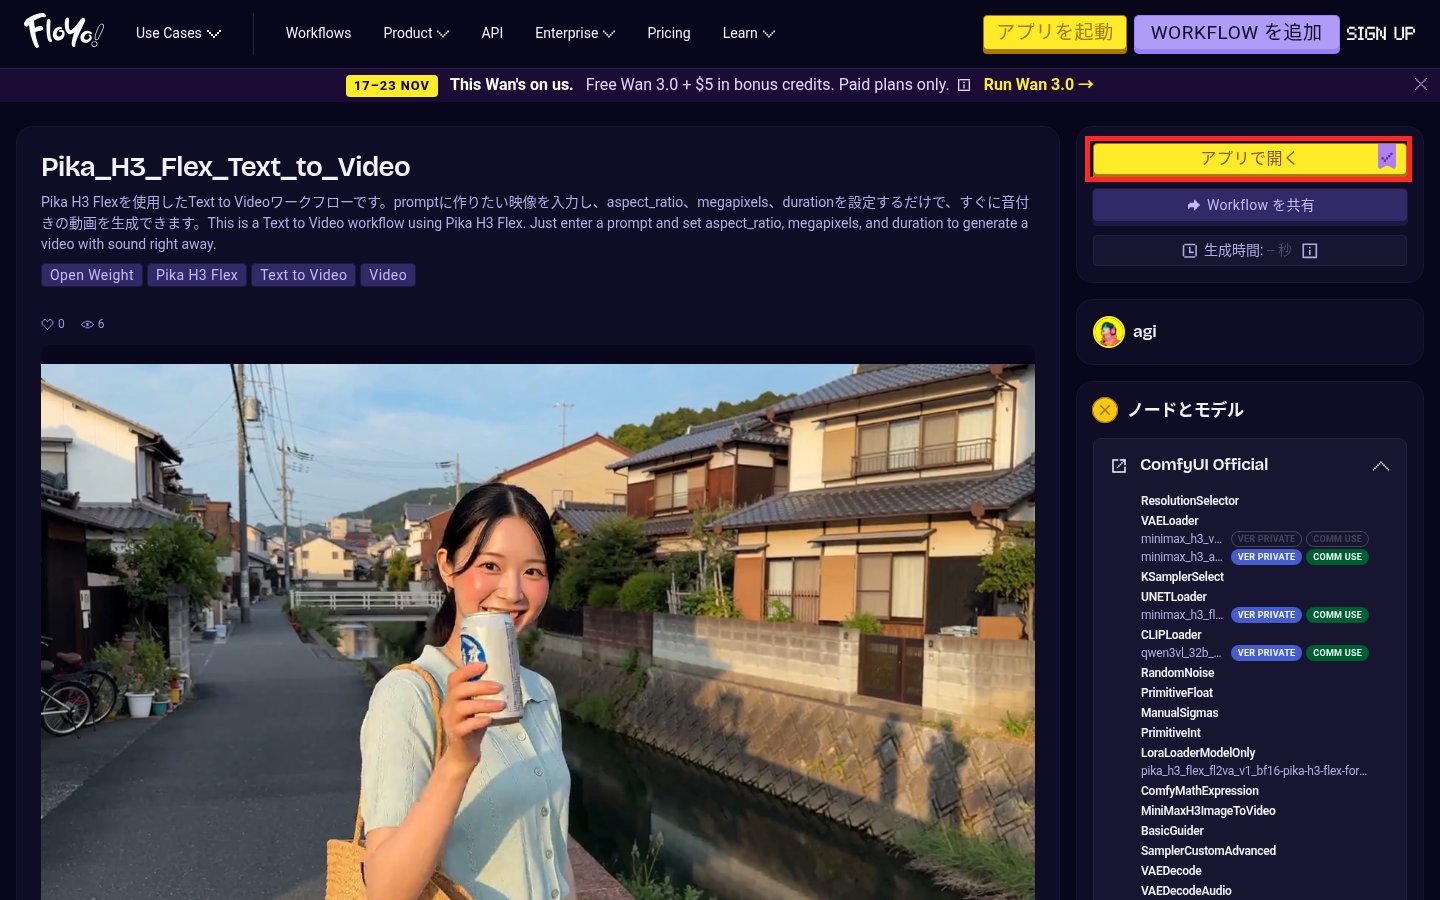 FloYo!
Use Cases
Workflows
Product
API
Enterprise
Pricing
Learn
アプリを起動
WORKFLOW を追加
SIGN UP
17–23 NOV
This Wan's on us. Free Wan 3.0 + $5 in bonus credits. Paid plans only.
Run Wan 3.0 →
Pika_H3_Flex_Text_to_Video
Pika H3 Flexを使用したText to Videoワークフローです。promptに作りたい映像を入力し、aspect_ratio、megapixels、durationを設定するだけで、すぐに音付
きの動画を生成できます。This is a Text to Video workflow using Pika H3 Flex. Just enter a prompt and set aspect_ratio, megapixels, and duration to generate a
video with sound right away.
Open Weight
Pika H3 Flex
Text to Video
Video
0
6
アプリで開く
Workflow を共有
生成時間: -- 秒
agi
ノードとモデル
ComfyUI Official
ResolutionSelector
VAELoader
minimax_h3_v... VER PRIVATE COMM USE
minimax_h3_a... VER PRIVATE COMM USE
KSamplerSelect
UNETLoader
minimax_h3_fl... VER PRIVATE COMM USE
CLIPLoader
qwen3vl_32b_... VER PRIVATE COMM USE
RandomNoise
PrimitiveFloat
ManualSigmas
PrimitiveInt
LoraLoaderModelOnly
pika_h3_flex_fl2va_v1_bf16-pika-h3-flex-for...
ComfyMathExpression
MiniMaxH3ImageToVideo
BasicGuider
SamplerCustomAdvanced
VAEDecode
VAEDecodeAudio